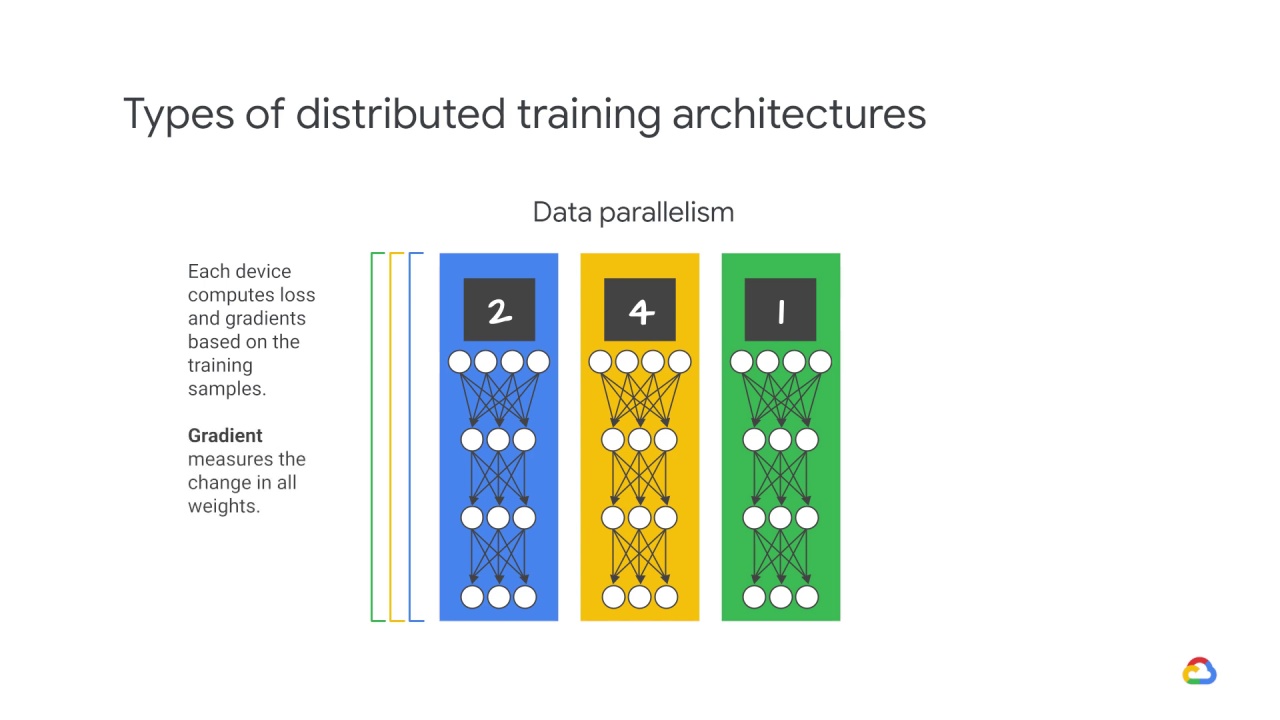 Types of distributed training architectures
Data parallelism
Each device
computes loss
and gradients
based on the
training
samples.
Gradient
measures the
change in all
weights.
2
4
1